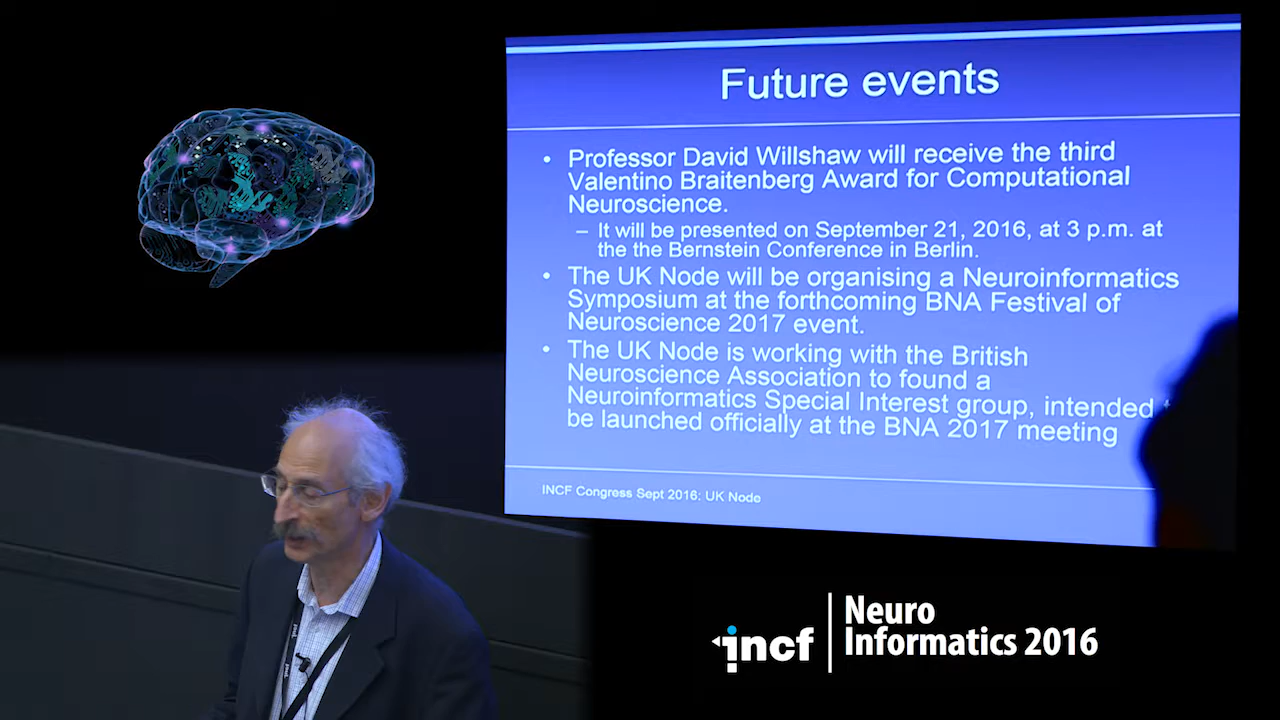 Future events
• Professor David Willshaw will receive the third
Valentino Braitenberg Award for Computational
Neuroscience.
– It will be presented on September 21, 2016, at 3 p.m. at
the the Bernstein Conference in Berlin.
• The UK Node will be organising a Neuroinformatics
Symposium at the forthcoming BNA Festival of
Neuroscience 2017 event.
• The UK Node is working with the British
Neuroscience Association to found a
Neuroinformatics Special Interest group, intended
be launched officially at the BNA 2017 meeting
INCF Congress Sept 2016: UK Node
incf
Neuro
Informatics 2016